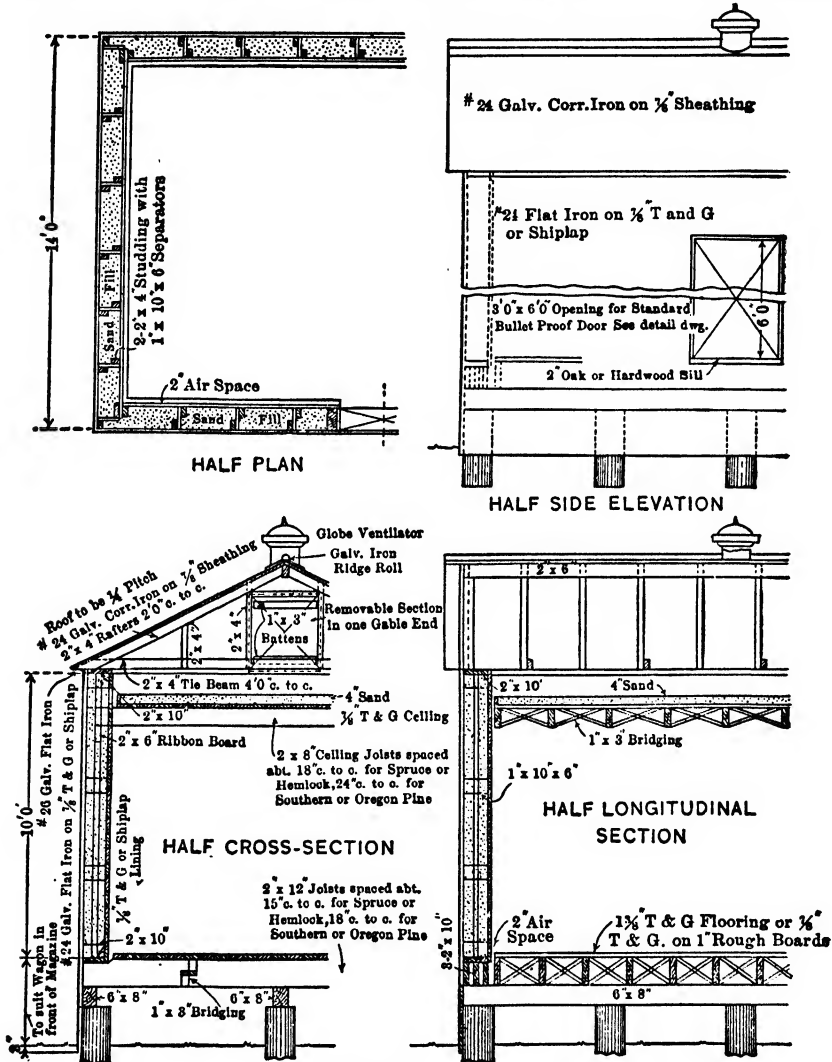 14'0"
2-2"x 4" Studding with
1"x 10"x 6" Separators
Sand Fill
2" Air Space
Sand Fill
HALF PLAN
#24 Galv. Corr. Iron on ⅞" Sheathing
#24 Flat Iron on ⅞" T and G
or Shiplap
3'0"x 6'0" Opening for Standard
Bullet Proof Door See detail dwg.
6'0"
2" Oak or Hardwood Sill
HALF SIDE ELEVATION
Globe Ventilator
Galv. Iron
Ridge Roll
Roof to be ¼ Pitch
#24 Galv. Corr. Iron on ⅞" Sheathing
2"x 4" Rafters 2'0" c. to c.
2"x 4"
2"x 4"
1"x 3"
Battens
Removable Section
in one Gable End
2"x 4" Tie Beam 4'0" c. to c.
2"x 10"
4" Sand
⅞" T & G Ceiling
2"x 6" Ribbon Board
2 x 8" Ceiling Joists spaced
abt. 18" c. to c. for Spruce or
Hemlock, 24" c. to c. for
Southern or Oregon Pine
#26 Galv. Flat Iron
10'0"
#24 Galv. Flat Iron on ⅞" T & G or Shiplap
⅞" T & G or Shiplap
Lining
HALF CROSS-SECTION
2"x 12" Joists spaced abt.
15" c. to c. for Spruce or
Hemlock, 18" c. to c. for
Southern or Oregon Pine
2"x 10"
To suit Wagon in
front of Magazine
6"x 8"
6"x 8"
1"x 3" Bridging
2"x 6"
2"x 10'
4" Sand
1"x 3" Bridging
1"x 10"x 6"
HALF LONGITUDINAL
SECTION
3-2"x 10"
2" Air
Space
1⅜" T & G Flooring or ⅞"
T & G. on 1" Rough Boards
6"x 8"